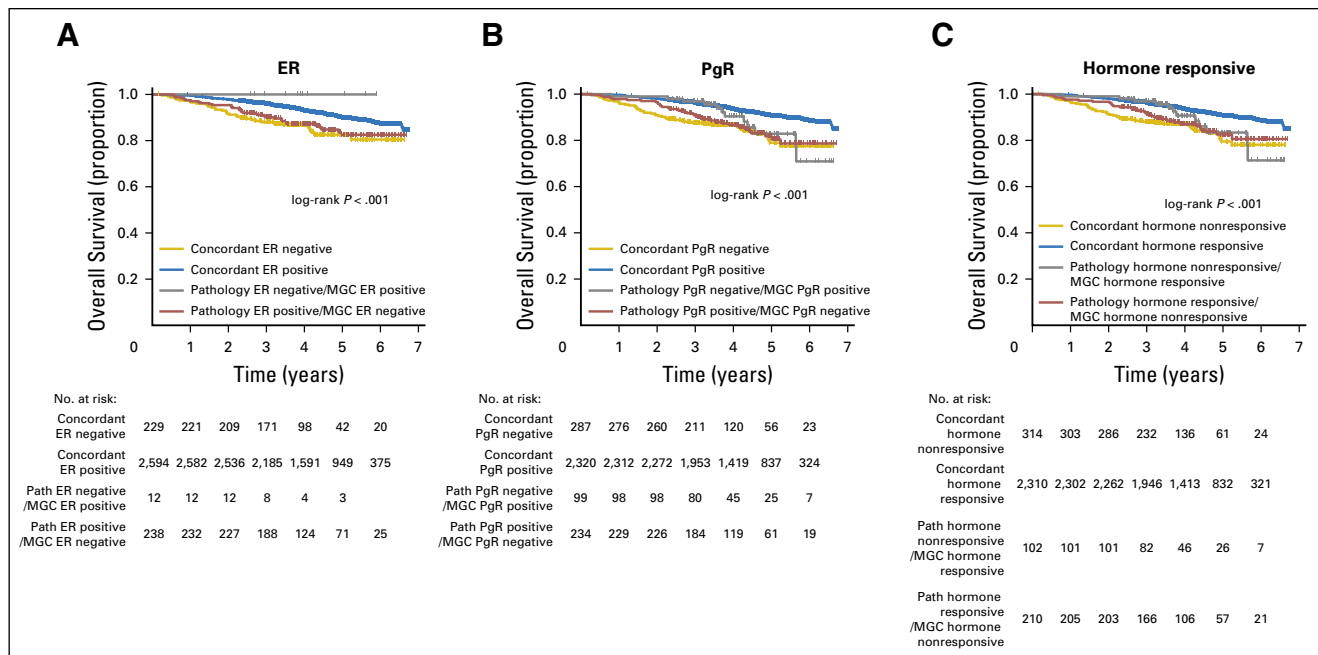 A
ER
Overall Survival (proportion)
1.0
0.8
0.6
0.4
0.2
log-rank P < .001
Concordant ER negative
Concordant ER positive
Pathology ER negative/MGC ER positive
Pathology ER positive/MGC ER negative
0 1 2 3 4 5 6 7
Time (years)
No. at risk:
Concordant
ER negative
229 221 209 171 98 42 20
Concordant
ER positive
2,594 2,582 2,536 2,185 1,591 949 375
Path ER negative
/MGC ER positive
12 12 12 8 4 3
Path ER positive
/MGC ER negative
238 232 227 188 124 71 25
B
PgR
Overall Survival (proportion)
1.0
0.8
0.6
0.4
0.2
log-rank P < .001
Concordant PgR negative
Concordant PgR positive
Pathology PgR negative/MGC PgR positive
Pathology PgR positive/MGC PgR negative
0 1 2 3 4 5 6 7
Time (years)
No. at risk:
Concordant
PgR negative
287 276 260 211 120 56 23
Concordant
PgR positive
2,320 2,312 2,272 1,953 1,419 837 324
Path PgR negative
/MGC PgR positive
99 98 98 80 45 25 7
Path PgR positive
/MGC PgR negative
234 229 226 184 119 61 19
C
Hormone responsive
Overall Survival (proportion)
1.0
0.8
0.6
0.4
0.2
log-rank P < .001
Concordant hormone nonresponsive
Concordant hormone responsive
Pathology hormone nonresponsive/
MGC hormone responsive
Pathology hormone responsive/
MGC hormone nonresponsive
0 1 2 3 4 5 6 7
Time (years)
No. at risk:
Concordant
hormone
nonresponsive
314 303 286 232 136 61 24
Concordant
hormone
responsive
2,310 2,302 2,262 1,946 1,413 832 321
Path hormone
nonresponsive
/MGC hormone
responsive
102 101 101 82 46 26 7
Path hormone
responsive
/MGC hormone
nonresponsive
210 205 203 166 106 57 21